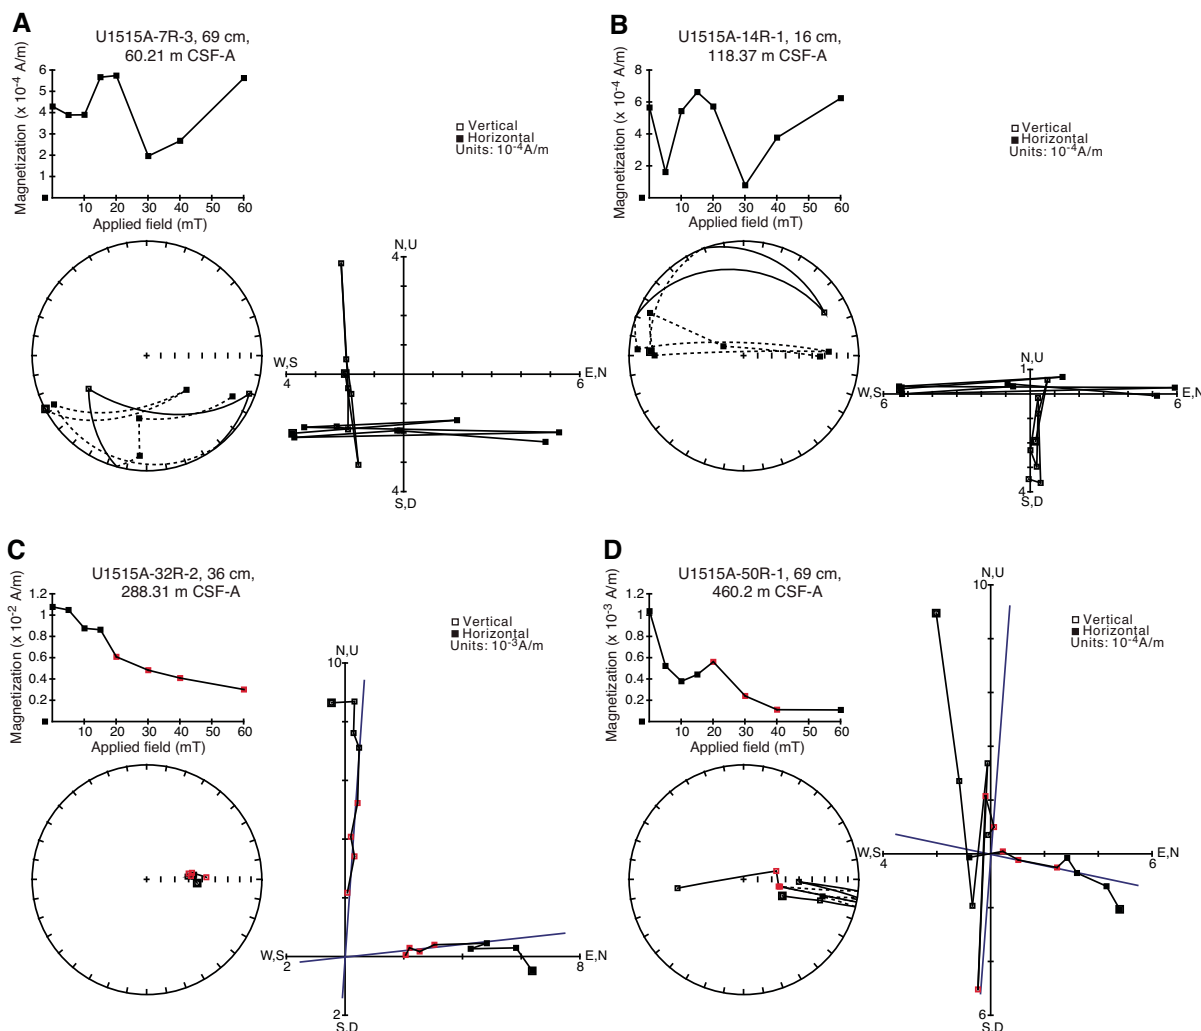 A
U1515A-7R-3, 69 cm,
60.21 m CSF-A
Magnetization (x 10⁻⁴ A/m)
6
5
4
3
2
1
10 20 30 40 50 60
Applied field (mT)
Vertical
Horizontal
Units: 10⁻⁴A/m
N,U
4
W,S
4
E,N
6
4
S,D
B
U1515A-14R-1, 16 cm,
118.37 m CSF-A
Magnetization (x 10⁻⁴ A/m)
8
6
4
2
10 20 30 40 50 60
Applied field (mT)
Vertical
Horizontal
Units: 10⁻⁴A/m
N,U
1
W,S
6
E,N
6
4
S,D
C
U1515A-32R-2, 36 cm,
288.31 m CSF-A
Magnetization (x 10⁻² A/m)
1.2
1
0.8
0.6
0.4
0.2
10 20 30 40 50 60
Applied field (mT)
Vertical
Horizontal
Units: 10⁻³A/m
N,U
10
W,S
2
E,N
8
2
S,D
D
U1515A-50R-1, 69 cm,
460.2 m CSF-A
Magnetization (x 10⁻³ A/m)
1.2
1
0.8
0.6
0.4
0.2
10 20 30 40 50 60
Applied field (mT)
Vertical
Horizontal
Units: 10⁻⁴A/m
N,U
10
W,S
4
E,N
6
6
S,D